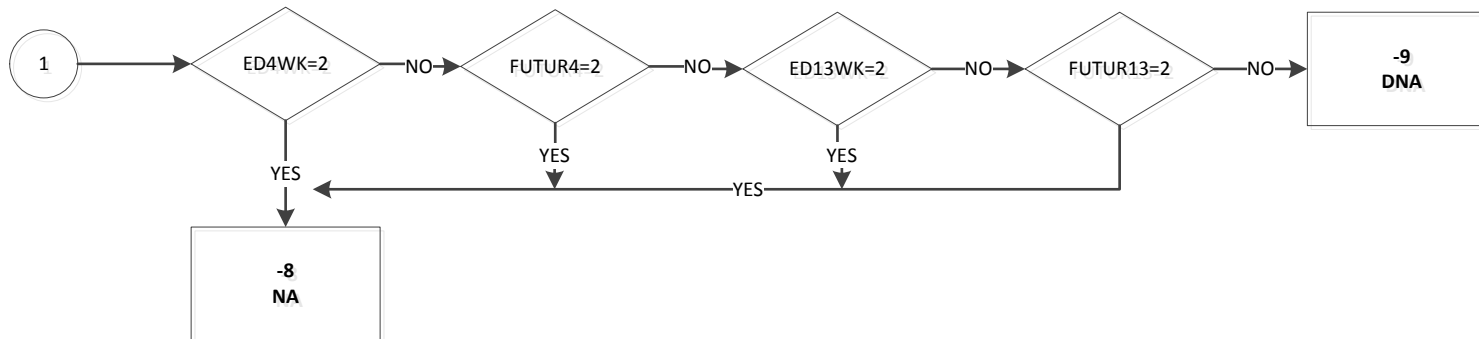 1
ED4WK=2
NO
FUTUR4=2
NO
ED13WK=2
NO
FUTUR13=2
NO
-9
DNA
YES
YES
YES
YES
-8
NA